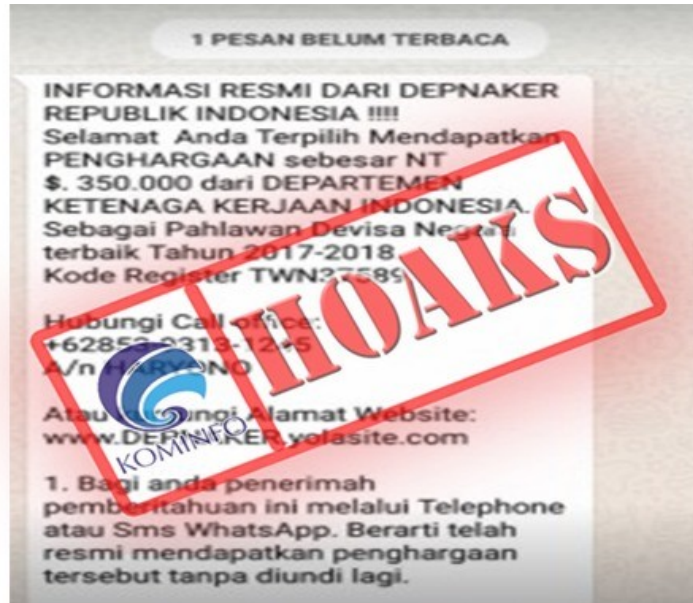 1 PESAN BELUM TERBACA
INFORMASI RESMI DARI DEPNAKER
REPUBLIK INDONESIA !!!!
Selamat Anda Terpilih Mendapatkan
PENGHARGAAN sebesar NT
$. 350.000 dari DEPARTEMEN
KETENAGA KERJAAN INDONESIA.
Sebagai Pahlawan Devisa Negara
terbaik Tahun 2017-2018
Kode Register TWN37589
HOAKS
Hubungi Call office:
A/n HARYONO
Atau Alamat Website:
www.DEPNAKER.yolasite.com
KOMINFO
1. Bagi anda penerimah
pemberitahuan ini melalui Telephone
atau Sms WhatsApp. Berarti telah
resmi mendapatkan penghargaan
tersebut tanpa diundi lagi.